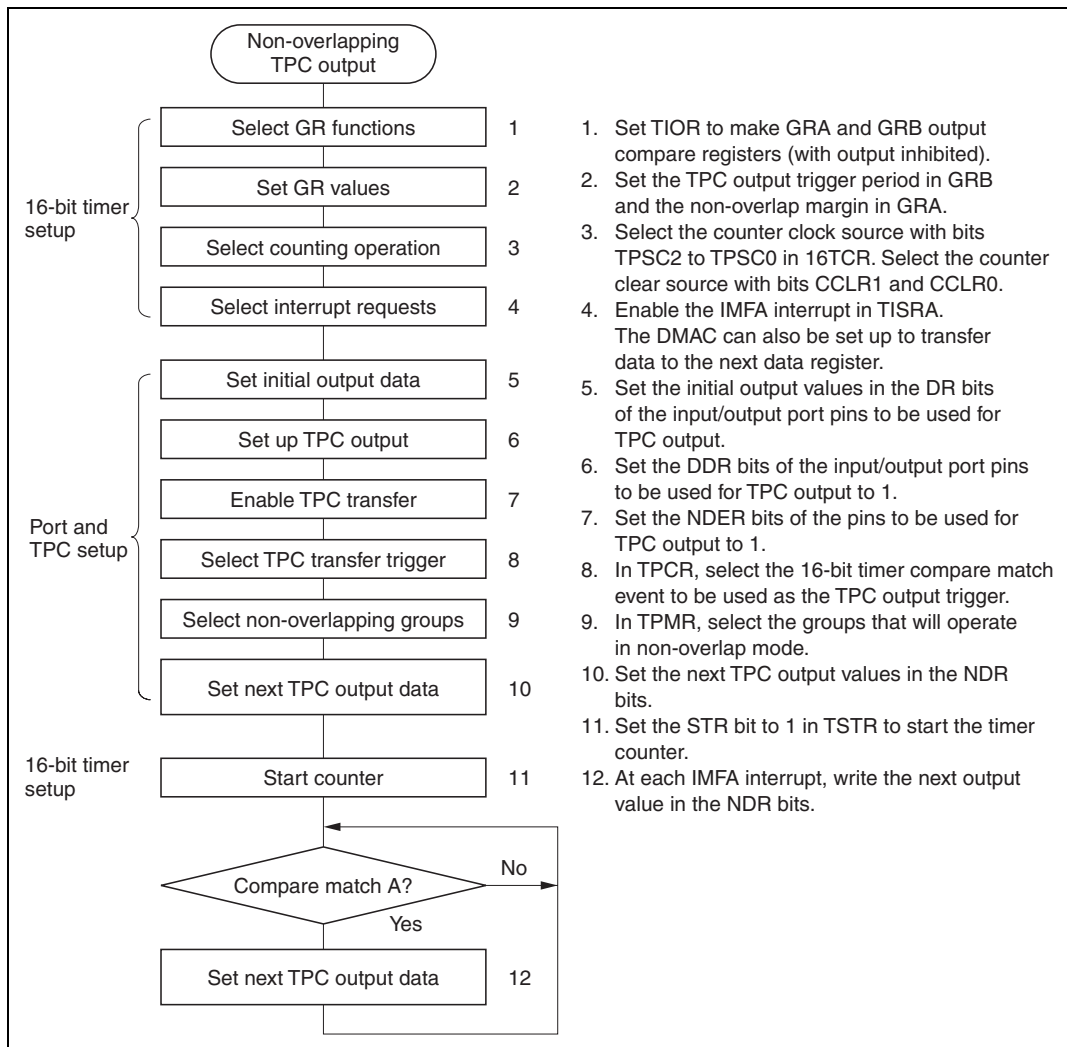 Non-overlapping
TPC output
16-bit timer
setup
Select GR functions 1
Set GR values 2
Select counting operation 3
Select interrupt requests 4
Port and
TPC setup
Set initial output data 5
Set up TPC output 6
Enable TPC transfer 7
Select TPC transfer trigger 8
Select non-overlapping groups 9
Set next TPC output data 10
16-bit timer
setup
Start counter 11
Compare match A?
No
Yes
Set next TPC output data 12
1. Set TIOR to make GRA and GRB output
compare registers (with output inhibited).
2. Set the TPC output trigger period in GRB
and the non-overlap margin in GRA.
3. Select the counter clock source with bits
TPSC2 to TPSC0 in 16TCR. Select the counter
clear source with bits CCLR1 and CCLR0.
4. Enable the IMFA interrupt in TISRA.
The DMAC can also be set up to transfer
data to the next data register.
5. Set the initial output values in the DR bits
of the input/output port pins to be used for
TPC output.
6. Set the DDR bits of the input/output port pins
to be used for TPC output to 1.
7. Set the NDER bits of the pins to be used for
TPC output to 1.
8. In TPCR, select the 16-bit timer compare match
event to be used as the TPC output trigger.
9. In TPMR, select the groups that will operate
in non-overlap mode.
10. Set the next TPC output values in the NDR
bits.
11. Set the STR bit to 1 in TSTR to start the timer
counter.
12. At each IMFA interrupt, write the next output
value in the NDR bits.